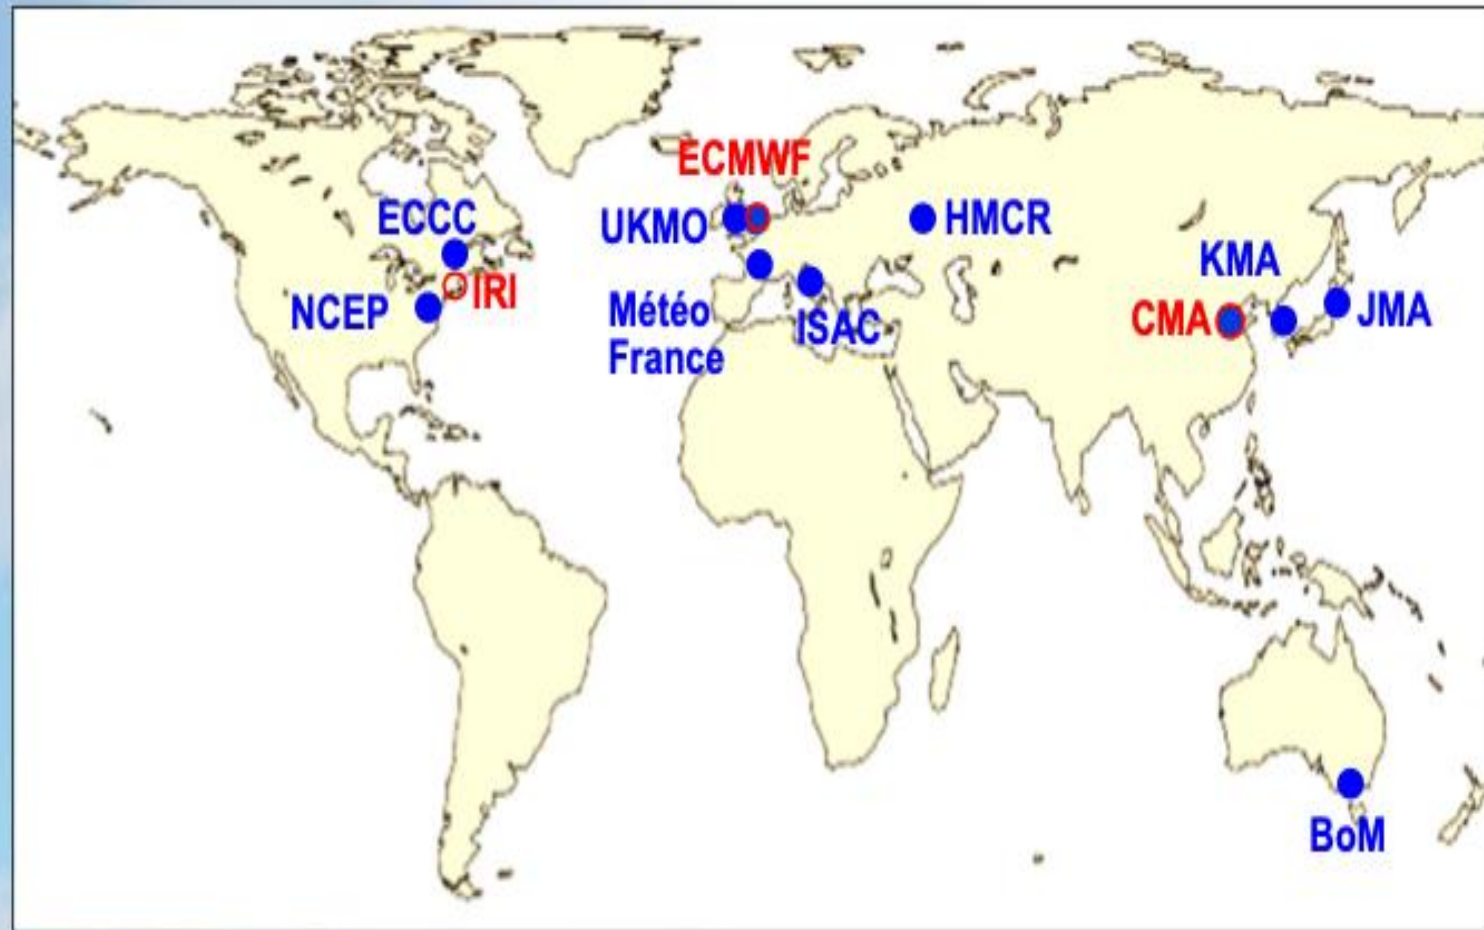 ECMWF
ECCC
UKMO
HMCR
KMA
IRI
NCEP
Météo
France
ISAC
CMA
JMA
BoM